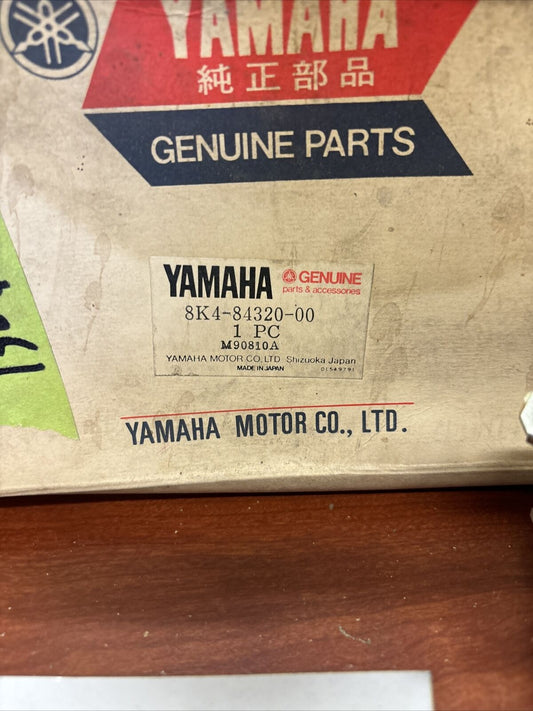 YAMAHA
純正部品
GENUINE PARTS
YAMAHA GENUINE
parts & accessories
8K4-84320-00
1 PC
M90810A
YAMAHA MOTOR CO., LTD Shizuoka Japan
MADE IN JAPAN 01549791
YAMAHA MOTOR CO., LTD.